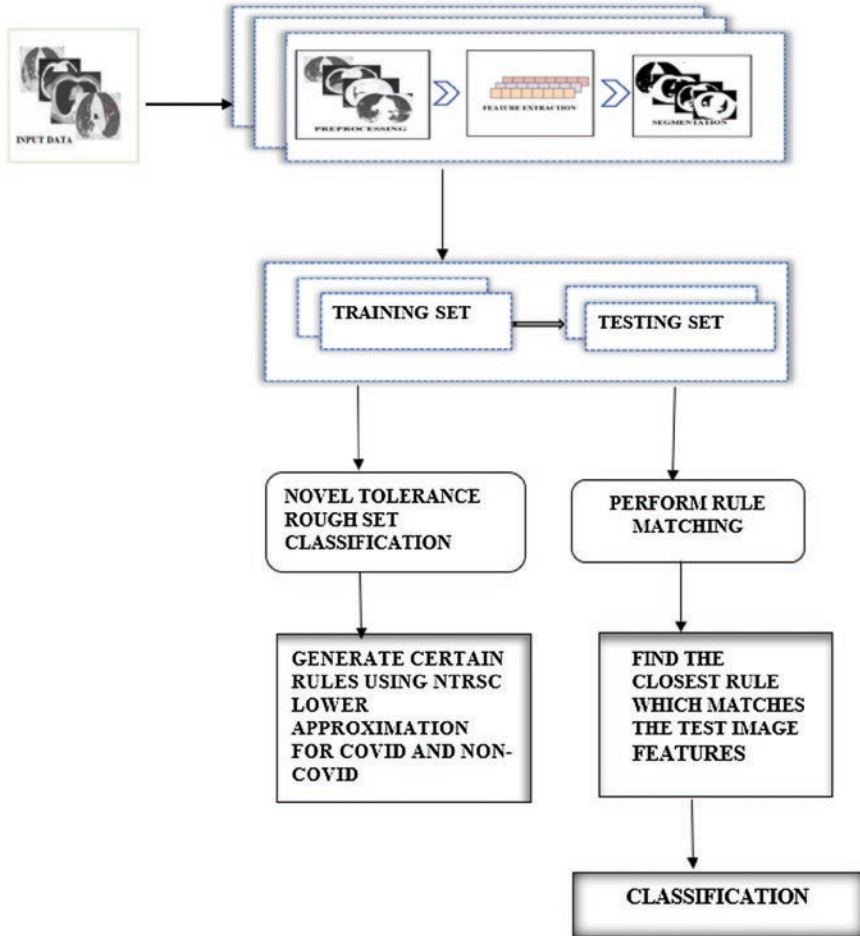 INPUT DATA
PREPROCESSING
FEATURE EXTRACTION
SEGMENTATION
TRAINING SET
TESTING SET
NOVEL TOLERANCE
ROUGH SET
CLASSIFICATION
PERFORM RULE
MATCHING
GENERATE CERTAIN
RULES USING NTRSC
LOWER
APPROXIMATION
FOR COVID AND NON-
COVID
FIND THE
CLOSEST RULE
WHICH MATCHES
THE TEST IMAGE
FEATURES
CLASSIFICATION